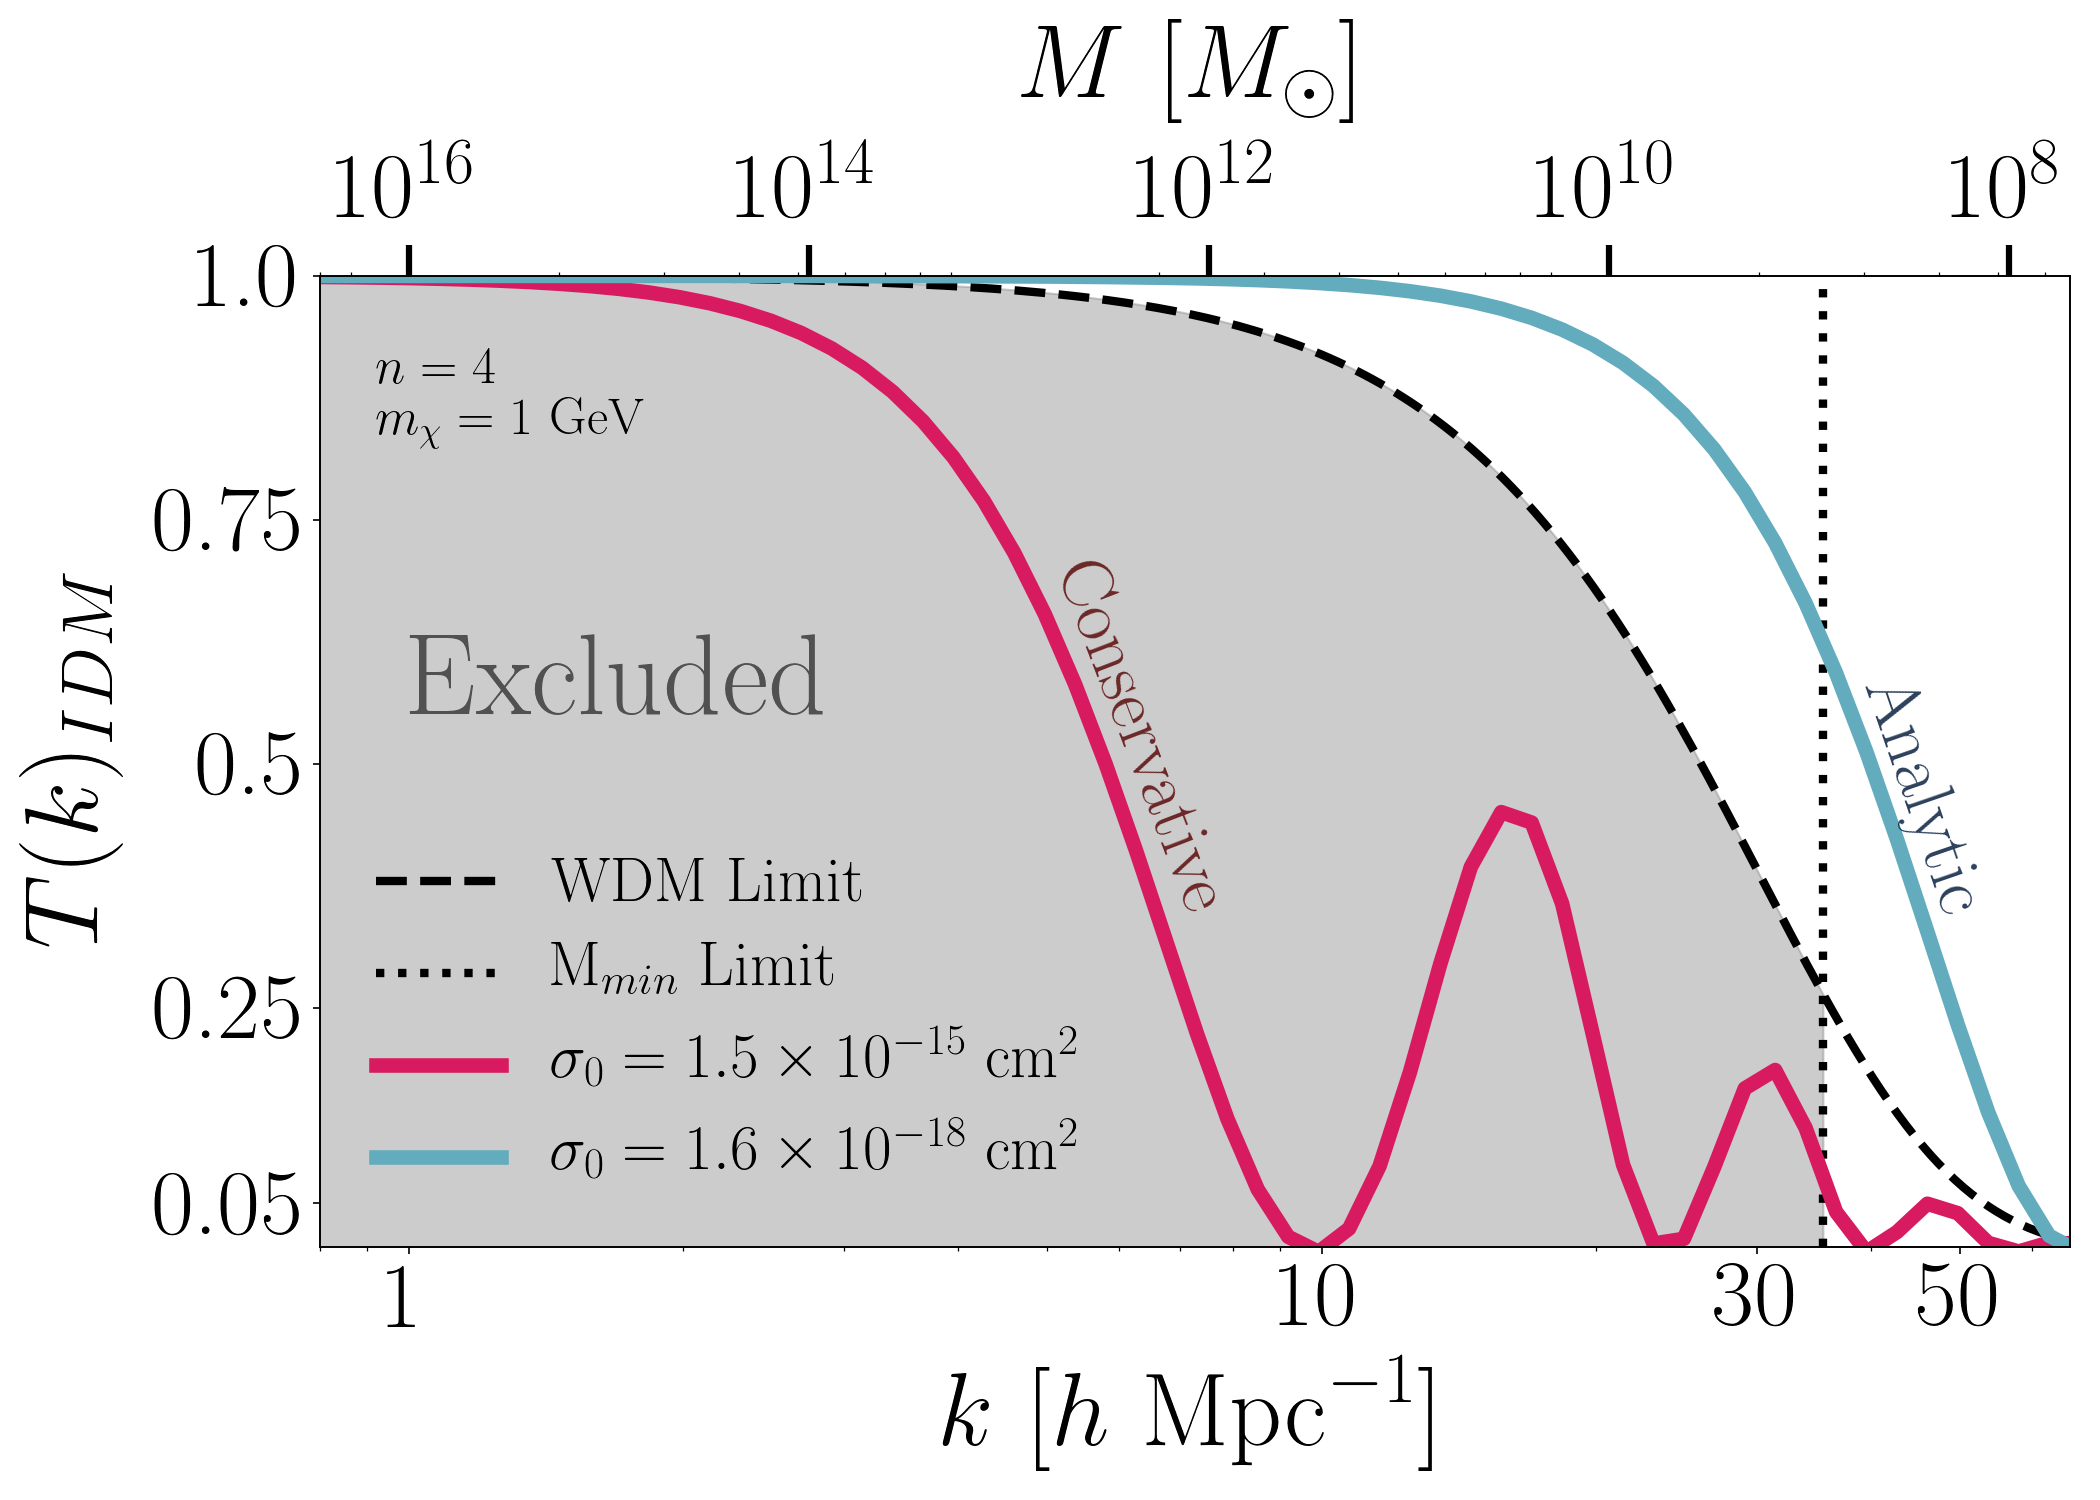 M [M⊙]
10^16 10^14 10^12 10^10 10^8
1.0
0.75
0.5
0.25
0.05
T(k)_IDM
n = 4
m_χ = 1 GeV
Excluded
Conservative
Analytic
WDM Limit
M_min Limit
σ_0 = 1.5 × 10^−15 cm^2
σ_0 = 1.6 × 10^−18 cm^2
1 10 30 50
k [h Mpc^−1]